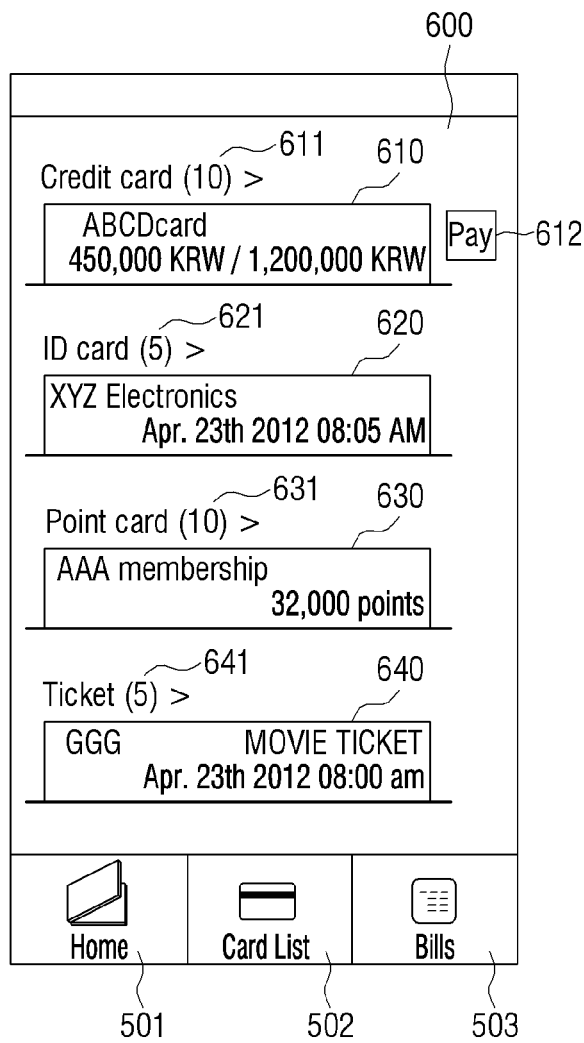 600
611
610
Credit card (10) >
ABCDcard
Pay
612
450,000 KRW / 1,200,000 KRW
621
620
ID card (5) >
XYZ Electronics
Apr. 23th 2012 08:05 AM
631
630
Point card (10) >
AAA membership
32,000 points
641
640
Ticket (5) >
GGG MOVIE TICKET
Apr. 23th 2012 08:00 am
Home Card List Bills
501 502 503